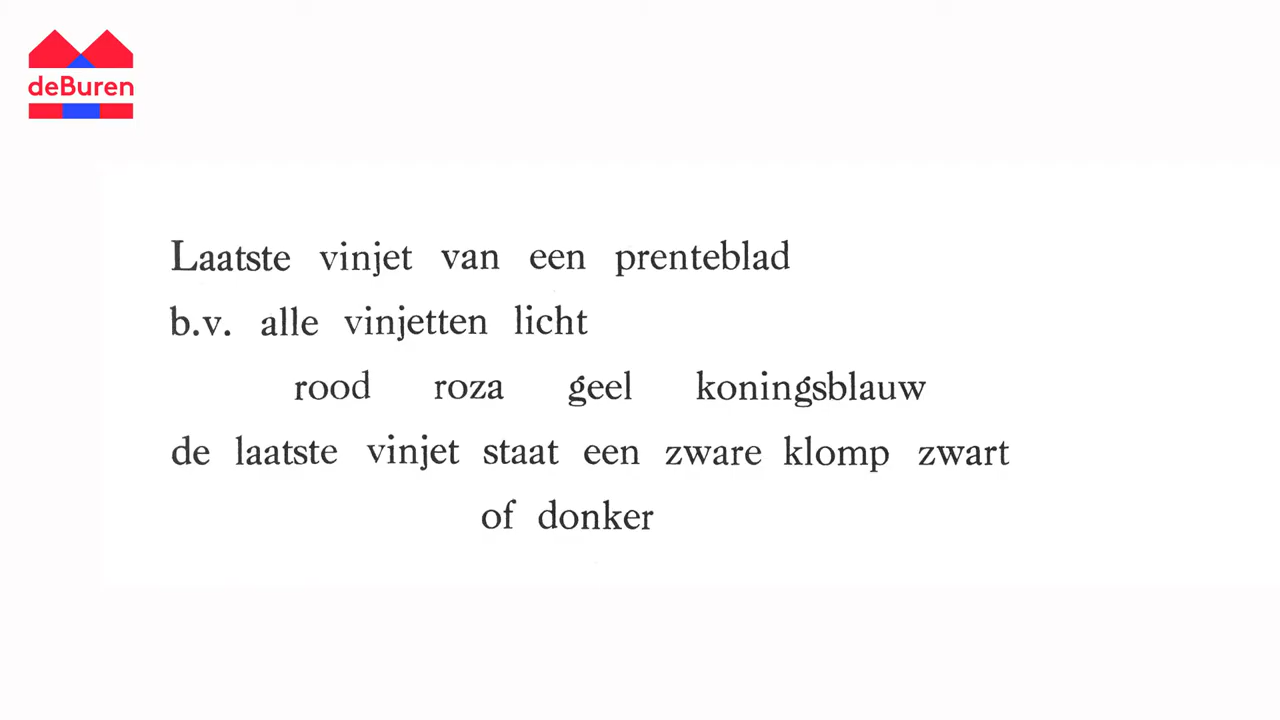 deBuren
Laatste vinjet van een prenteblad
b.v. alle vinjetten licht
rood roza geel koningsblauw
de laatste vinjet staat een zware klomp zwart
of donker